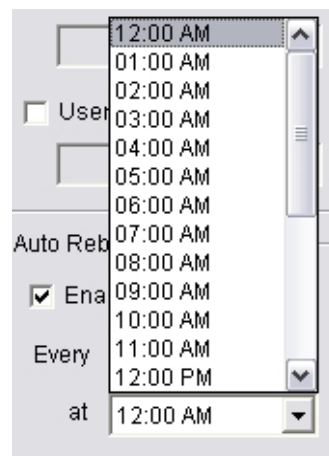 12:00 AM
01:00 AM
02:00 AM
User
03:00 AM
04:00 AM
05:00 AM
06:00 AM
Auto Reb
07:00 AM
08:00 AM
Ena
09:00 AM
10:00 AM
Every
11:00 AM
12:00 PM
at 12:00 AM